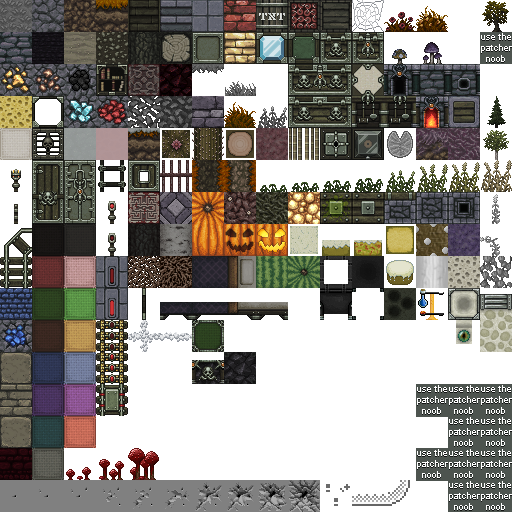 TNT
use the
patcher
noob
use the use the use the
patcher patcher patcher
noob noob noob
use the use the
patcher patcher
noob noob
use the use the use the
patcher patcher patcher
noob noob noob
use the use the
patcher patcher
noob noob